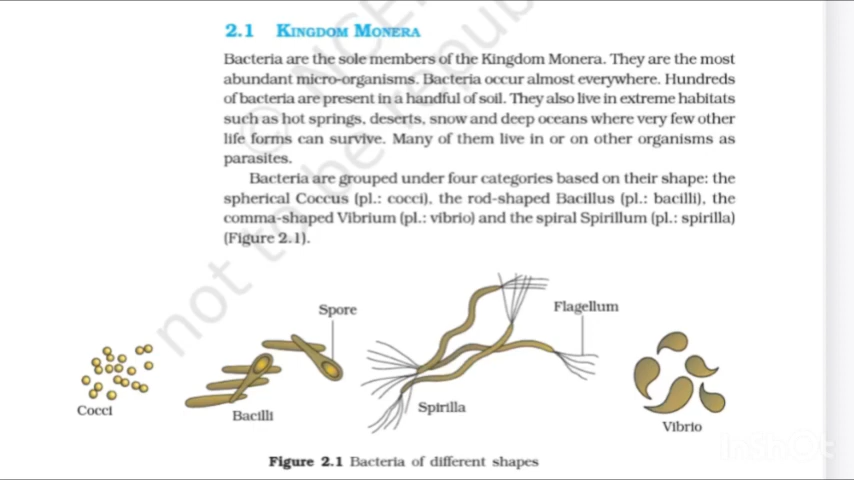 2.1 KINGDOM MONERA
Bacteria are the sole members of the Kingdom Monera. They are the most
abundant micro-organisms. Bacteria occur almost everywhere. Hundreds
of bacteria are present in a handful of soil. They also live in extreme habitats
such as hot springs, deserts, snow and deep oceans where very few other
life forms can survive. Many of them live in or on other organisms as
parasites.
Bacteria are grouped under four categories based on their shape: the
spherical Coccus (pl.: cocci), the rod-shaped Bacillus (pl.: bacilli), the
comma-shaped Vibrium (pl.: vibrio) and the spiral Spirillum (pl.: spirilla)
(Figure 2.1).
Spore
Flagellum
Cocci
Bacilli
Spirilla
Vibrio
Figure 2.1 Bacteria of different shapes
© NCE
not to be repub
InShOt